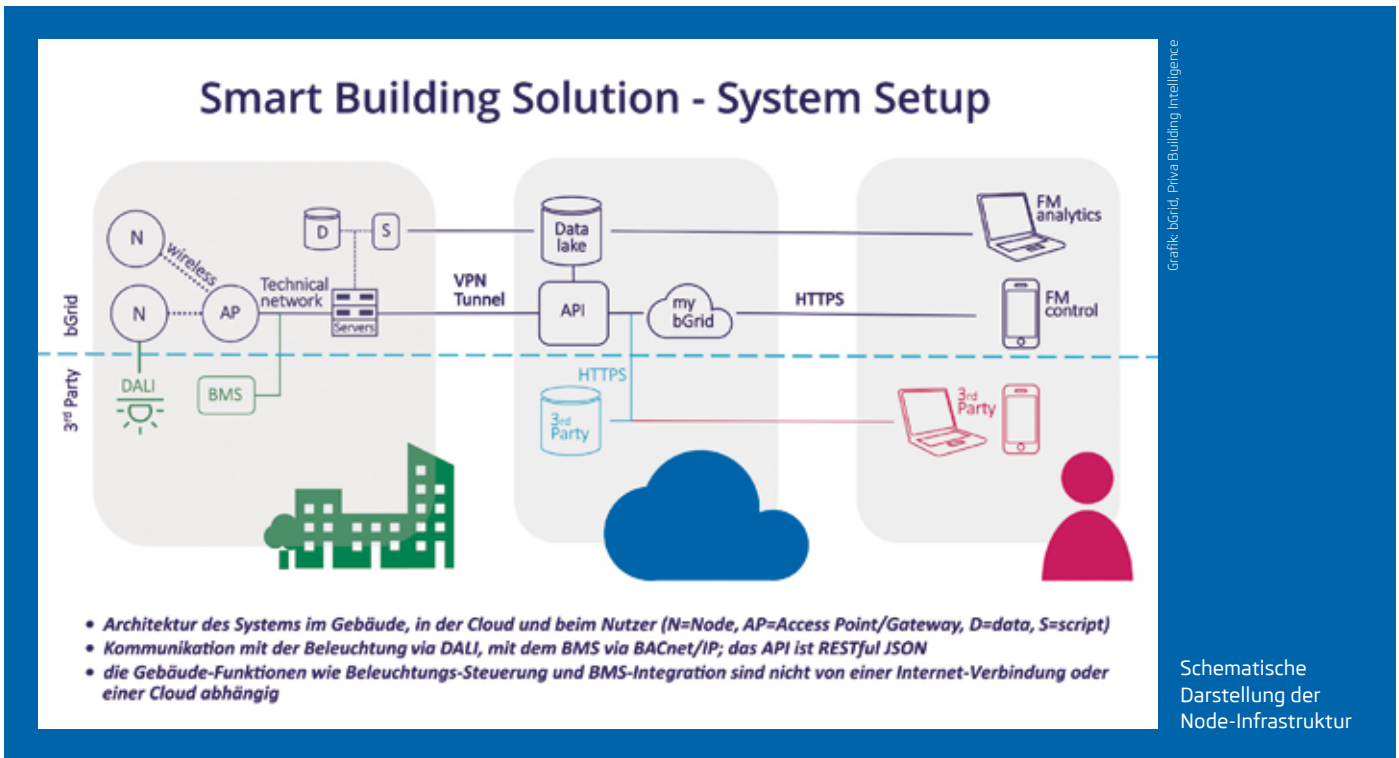 Smart Building Solution - System Setup
Grafik: bGrid, Priva Building Intelligence
bGrid
3rd Party
N
wireless
N
AP
Technical
network
D
S
Servers
DALI
BMS
VPN
Tunnel
Data
lake
API
my
bGrid
HTTPS
HTTPS
3rd
Party
FM
analytics
FM
control
3rd
Party
• Architektur des Systems im Gebäude, in der Cloud und beim Nutzer (N=Node, AP=Access Point/Gateway, D=data, S=script)
• Kommunikation mit der Beleuchtung via DALI, mit dem BMS via BACnet/IP; das API ist RESTful JSON
• die Gebäude-Funktionen wie Beleuchtungs-Steuerung und BMS-Integration sind nicht von einer Internet-Verbindung oder
einer Cloud abhängig
Schematische
Darstellung der
Node-Infrastruktur